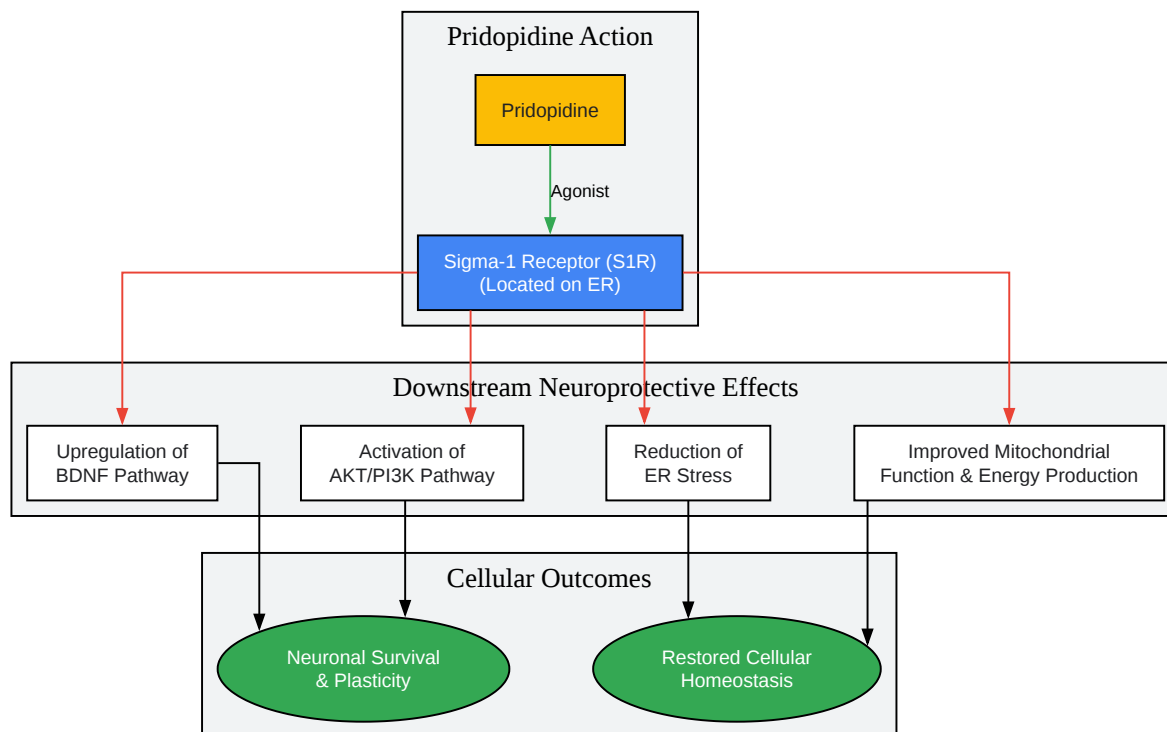 Pridopidine Action
Pridopidine
Agonist
Sigma-1 Receptor (S1R)
(Located on ER)
Downstream Neuroprotective Effects
Upregulation of
BDNF Pathway
Activation of
AKT/PI3K Pathway
Reduction of
ER Stress
Improved Mitochondrial
Function & Energy Production
Cellular Outcomes
Neuronal Survival
& Plasticity
Restored Cellular
Homeostasis